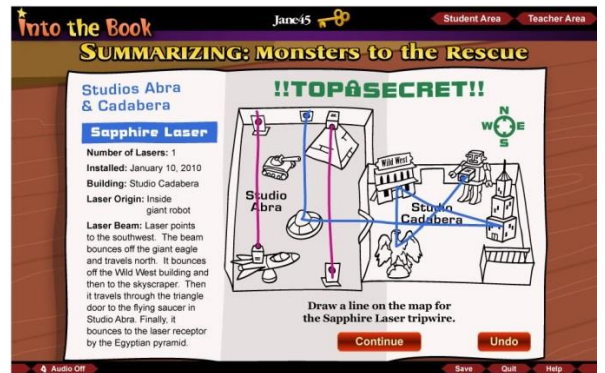 Into the Book
Jane45
Student Area
Teacher Area
SUMMARIZING: Monsters to the Rescue
Studios Abra
& Cadabera
Sapphire Laser
Number of Lasers: 1
Installed: January 10, 2010
Building: Studio Cadabera
Laser Origin: Inside
giant robot
Laser Beam: Laser points
to the southwest. The beam
bounces off the giant eagle
and travels north. It bounces
off the Wild West building and
then to the skyscraper. Then
it travels through the triangle
door to the flying saucer in
Studio Abra. Finally, it
bounces to the laser receptor
by the Egyptian pyramid.
!!TOP SECRET!!
N
W E
S
Wild West
Studio
Abra
Studio
Cadabera
Draw a line on the map for
the Sapphire Laser tripwire.
Continue
Undo
Audio Off
Save
Quit
Help